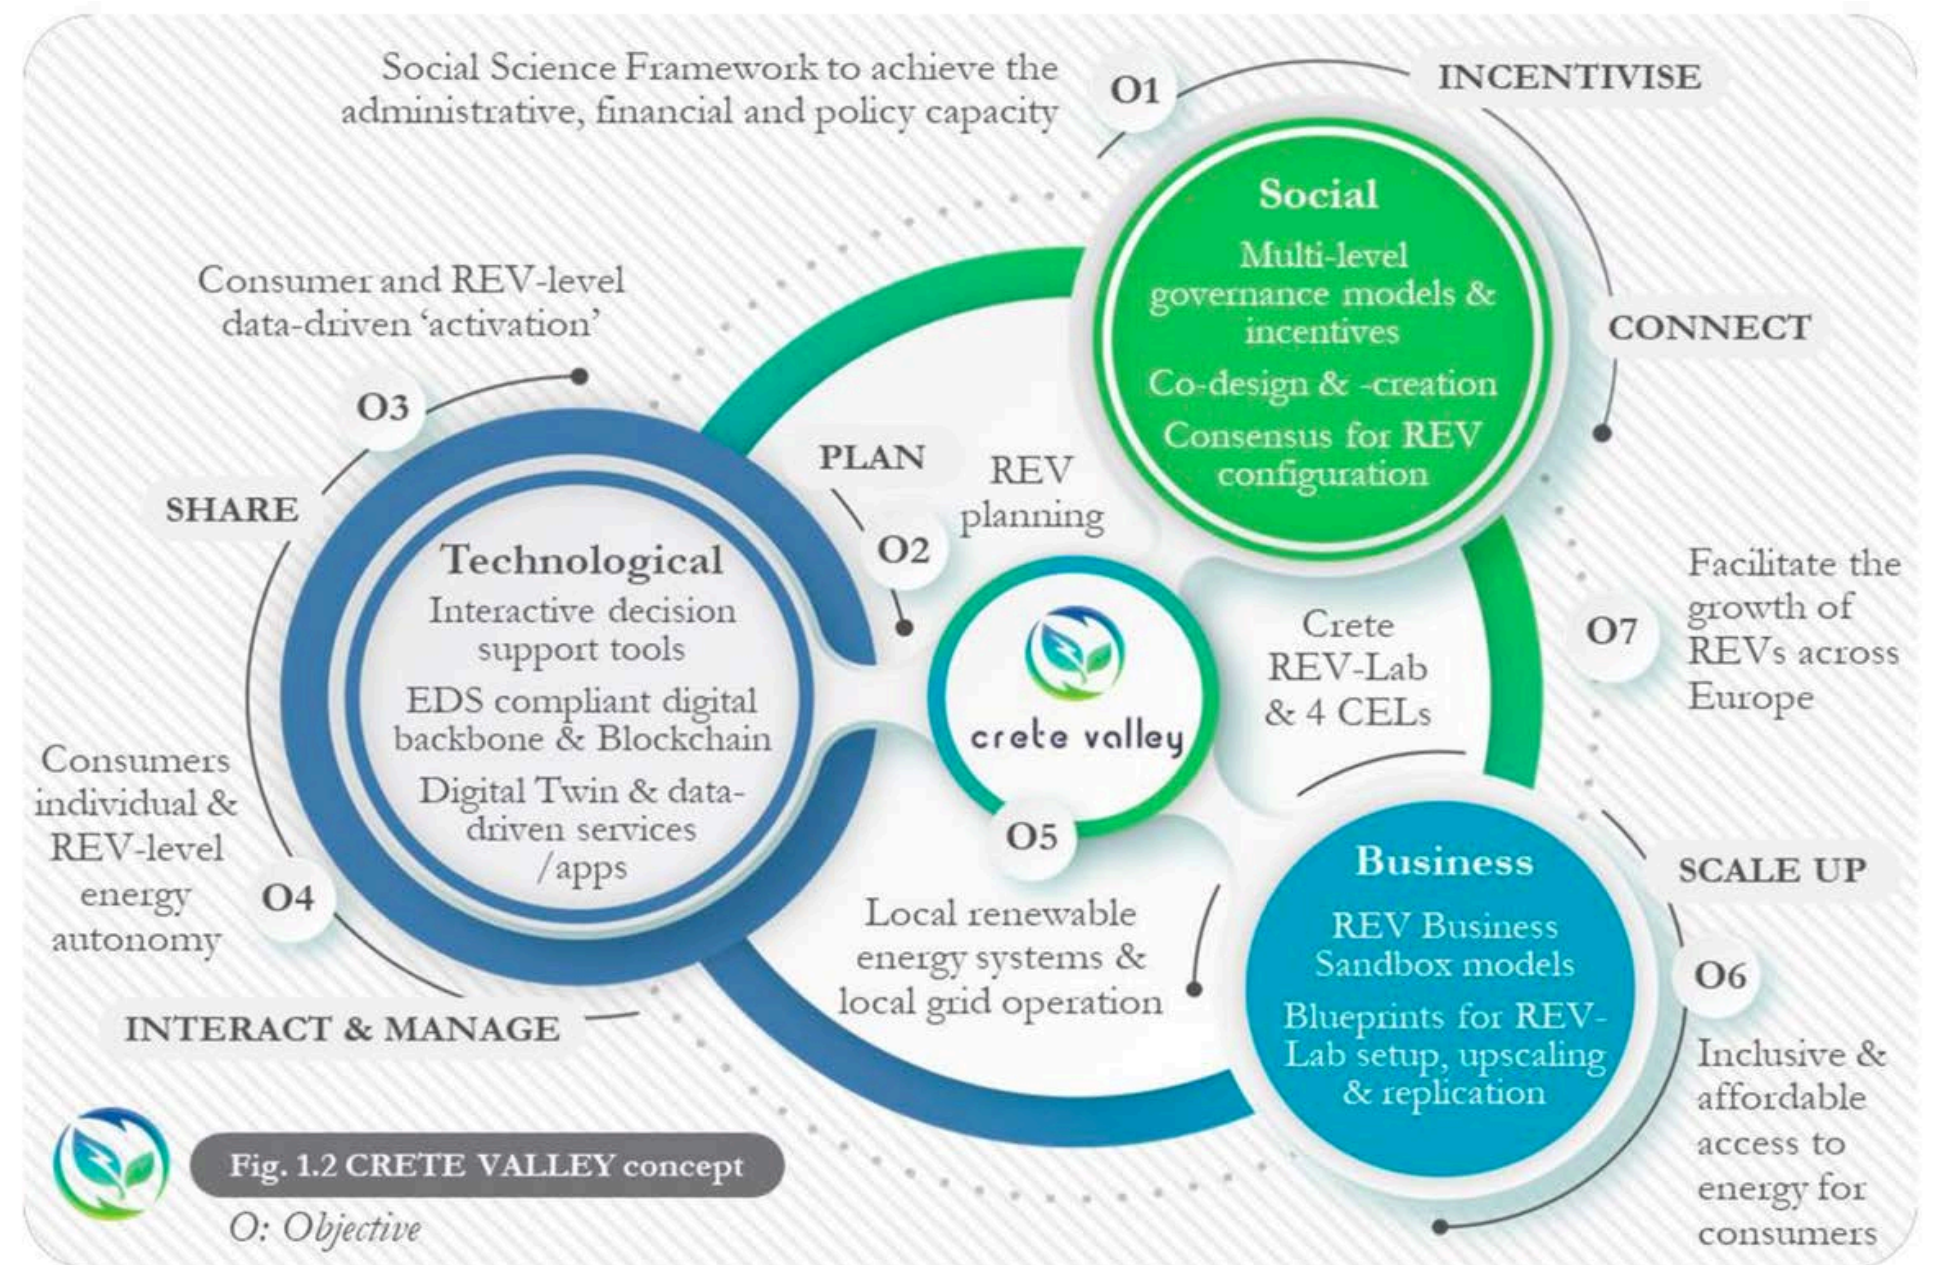 Social Science Framework to achieve the
administrative, financial and policy capacity
O1
INCENTIVISE
Social
Multi-level
governance models &
incentives
Co-design & -creation
Consensus for REV
configuration
CONNECT
Consumer and REV-level
data-driven ‘activation’
O3
SHARE
PLAN
O2
REV
planning
Technological
Interactive decision
support tools
EDS compliant digital
backbone & Blockchain
Digital Twin & data-
driven services
/apps
crete valley
O5
Crete
REV-Lab
& 4 CELs
O7
Facilitate the
growth of
REVs across
Europe
Consumers
individual &
REV-level
energy
autonomy
O4
INTERACT & MANAGE
Local renewable
energy systems &
local grid operation
Business
REV Business
Sandbox models
Blueprints for REV-
Lab setup, upscaling
& replication
SCALE UP
O6
Inclusive &
affordable
access to
energy for
consumers
Fig. 1.2 CRETE VALLEY concept
O: Objective